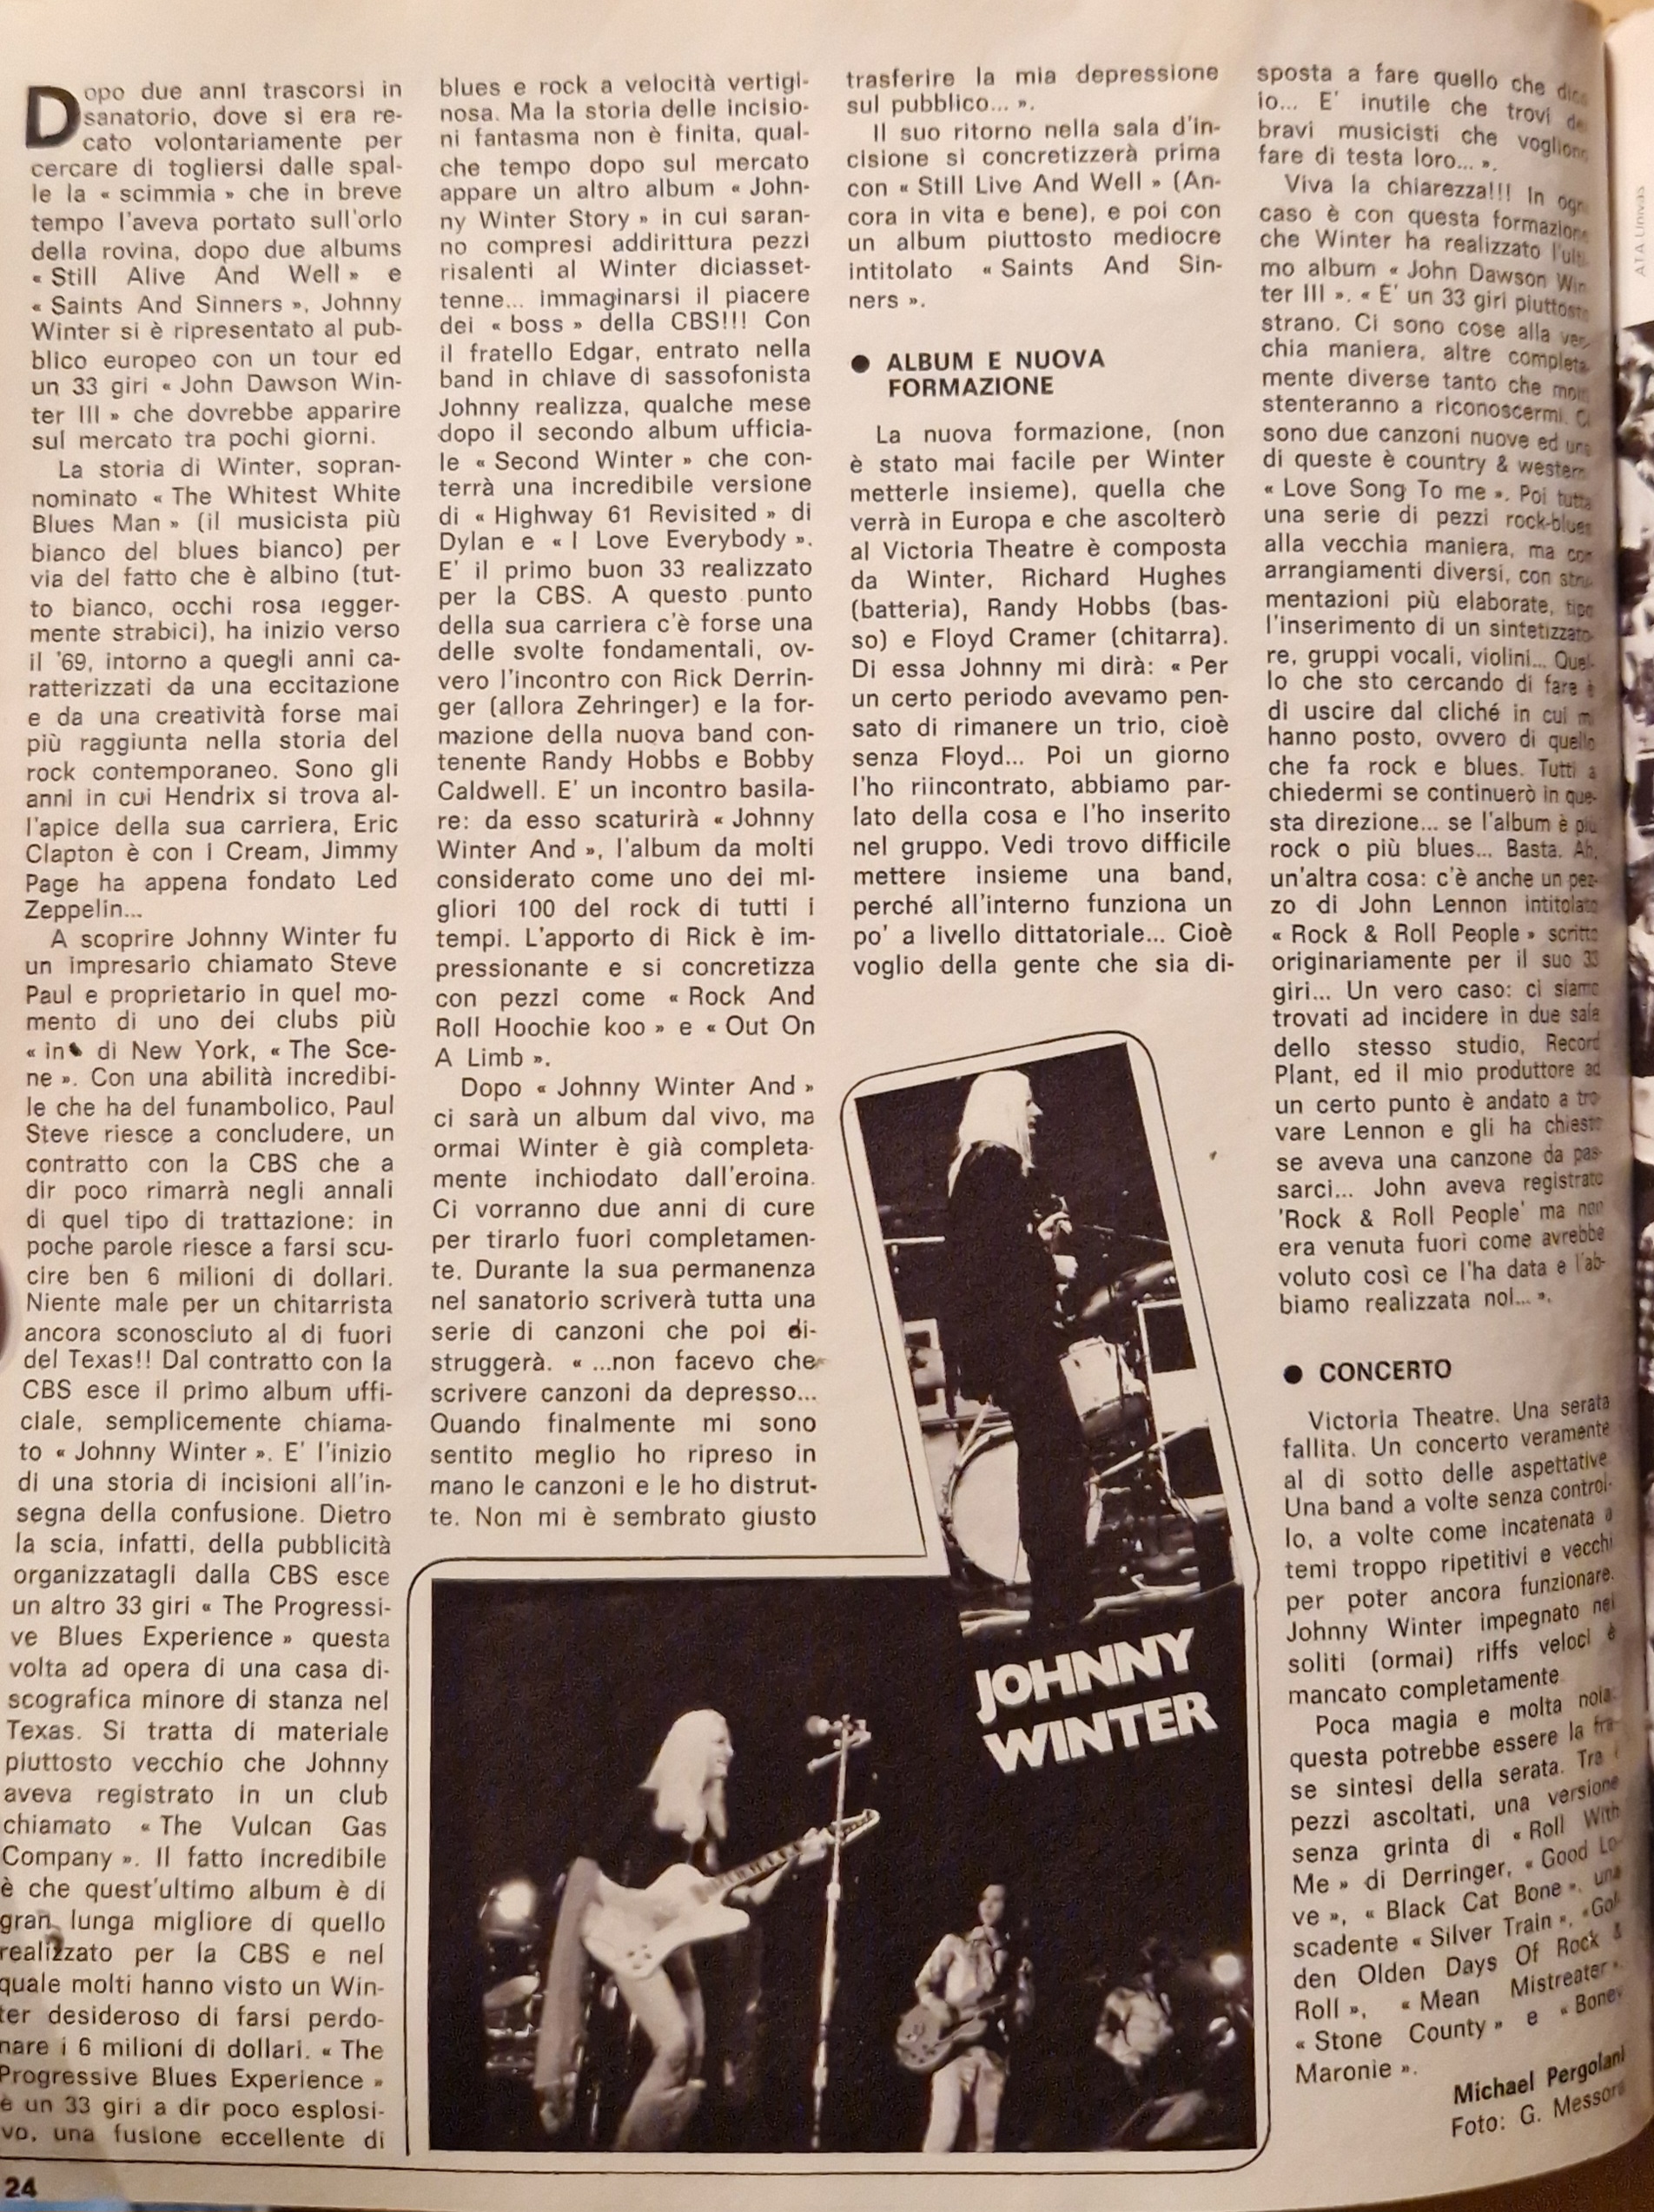 Dopo due anni trascorsi in
sanatorio, dove si era re-
cato volontariamente per
cercare di togliersi dalle spal-
le la « scimmia » che in breve
tempo l'aveva portato sull'orlo
della rovina, dopo due albums
« Still Alive And Well » e
« Saints And Sinners », Johnny
Winter si è ripresentato al pub-
blico europeo con un tour ed
un 33 giri « John Dawson Win-
ter III » che dovrebbe apparire
sul mercato tra pochi giorni.
La storia di Winter, sopran-
nominato « The Whitest White
Blues Man » (il musicista più
bianco del blues bianco) per
via del fatto che è albino (tut-
to bianco, occhi rosa legger-
mente strabici), ha inizio verso
il '69, intorno a quegli anni ca-
ratterizzati da una eccitazione
e da una creatività forse mai
più raggiunta nella storia del
rock contemporaneo. Sono gli
anni in cui Hendrix si trova al-
l'apice della sua carriera, Eric
Clapton è con i Cream, Jimmy
Page ha appena fondato Led
Zeppelin...
A scoprire Johnny Winter fu
un impresario chiamato Steve
Paul e proprietario in quel mo-
mento di uno dei clubs più
« in » di New York, « The Sce-
ne ». Con una abilità incredibi-
le che ha del funambolico, Paul
Steve riesce a concludere, un
contratto con la CBS che a
dir poco rimarrà negli annali
di quel tipo di trattazione: in
poche parole riesce a farsi scu-
cire ben 6 milioni di dollari.
Niente male per un chitarrista
ancora sconosciuto al di fuori
del Texas!! Dal contratto con la
CBS esce il primo album uffi-
ciale, semplicemente chiama-
to « Johnny Winter ». E' l'inizio
di una storia di incisioni all'in-
segna della confusione. Dietro
la scia, infatti, della pubblicità
organizzatagli dalla CBS esce
un altro 33 giri « The Progressi-
ve Blues Experience » questa
volta ad opera di una casa di-
scografica minore di stanza nel
Texas. Si tratta di materiale
piuttosto vecchio che Johnny
aveva registrato in un club
chiamato « The Vulcan Gas
Company ». Il fatto incredibile
è che quest'ultimo album è di
gran lunga migliore di quello
realizzato per la CBS e nel
quale molti hanno visto un Win-
ter desideroso di farsi perdo-
nare i 6 milioni di dollari. « The
Progressive Blues Experience »
è un 33 giri a dir poco esplosi-
vo, una fusione eccellente di
blues e rock a velocità vertigi-
nosa. Ma la storia delle incisio-
ni fantasma non è finita, qual-
che tempo dopo sul mercato
appare un altro album « John-
ny Winter Story » in cui saran-
no compresi addirittura pezzi
risalenti al Winter diciasset-
tenne... immaginarsi il piacere
dei « boss » della CBS!!! Con
il fratello Edgar, entrato nella
band in chiave di sassofonista
Johnny realizza, qualche mese
dopo il secondo album ufficia-
le « Second Winter » che con-
terrà una incredibile versione
di « Highway 61 Revisited » di
Dylan e « I Love Everybody ».
E' il primo buon 33 realizzato
per la CBS. A questo punto
della sua carriera c'è forse una
delle svolte fondamentali, ov-
vero l'incontro con Rick Derrin-
ger (allora Zehringer) e la for-
mazione della nuova band con-
tenente Randy Hobbs e Bobby
Caldwell. E' un incontro basila-
re: da esso scaturirà « Johnny
Winter And », l'album da molti
considerato come uno dei mi-
gliori 100 del rock di tutti i
tempi. L'apporto di Rick è im-
pressionante e si concretizza
con pezzi come « Rock And
Roll Hoochie koo » e « Out On
A Limb ».
Dopo « Johnny Winter And »
ci sarà un album dal vivo, ma
ormai Winter è già completa-
mente inchiodato dall'eroina.
Ci vorranno due anni di cure
per tirarlo fuori completamen-
te. Durante la sua permanenza
nel sanatorio scriverà tutta una
serie di canzoni che poi di-
struggerà. « ...non facevo che
scrivere canzoni da depresso...
Quando finalmente mi sono
sentito meglio ho ripreso in
mano le canzoni e le ho distrut-
te. Non mi è sembrato giusto
trasferire la mia depressione
sul pubblico... ».
Il suo ritorno nella sala d'in-
cisione si concretizzerà prima
con « Still Live And Well » (An-
cora in vita e bene), e poi con
un album piuttosto mediocre
intitolato « Saints And Sin-
ners ».
● ALBUM E NUOVA
FORMAZIONE
La nuova formazione, (non
è stato mai facile per Winter
metterle insieme), quella che
verrà in Europa e che ascolterò
al Victoria Theatre è composta
da Winter, Richard Hughes
(batteria), Randy Hobbs (bas-
so) e Floyd Cramer (chitarra).
Di essa Johnny mi dirà: « Per
un certo periodo avevamo pen-
sato di rimanere un trio, cioè
senza Floyd... Poi un giorno
l'ho riincontrato, abbiamo par-
lato della cosa e l'ho inserito
nel gruppo. Vedi trovo difficile
mettere insieme una band,
perché all'interno funziona un
po' a livello dittatoriale... Cioè
voglio della gente che sia di-
sposta a fare quello che dico
io... E' inutile che trovi dei
bravi musicisti che vogliono
fare di testa loro... ».
Viva la chiarezza!!! In ogni
caso è con questa formazione
che Winter ha realizzato l'ulti-
mo album « John Dawson Win-
ter III ». « E' un 33 giri piuttosto
strano. Ci sono cose alla vec-
chia maniera, altre completa-
mente diverse tanto che molti
stenteranno a riconoscermi. Ci
sono due canzoni nuove ed una
di queste è country & western
« Love Song To me ». Poi tutta
una serie di pezzi rock-blues
alla vecchia maniera, ma con
arrangiamenti diversi, con stru-
mentazioni più elaborate, tipo
l'inserimento di un sintetizzato-
re, gruppi vocali, violini... Quel-
lo che sto cercando di fare è
di uscire dal cliché in cui mi
hanno posto, ovvero di quello
che fa rock e blues. Tutti a
chiedermi se continuerò in que-
sta direzione... se l'album è più
rock o più blues... Basta. Ah,
un'altra cosa: c'è anche un pez-
zo di John Lennon intitolato
« Rock & Roll People » scritto
originariamente per il suo 33
giri... Un vero caso: ci siamo
trovati ad incidere in due sale
dello stesso studio, Record
Plant, ed il mio produttore ad
un certo punto è andato a tro-
vare Lennon e gli ha chiesto
se aveva una canzone da pas-
sarci... John aveva registrato
'Rock & Roll People' ma non
era venuta fuori come avrebbe
voluto così ce l'ha data e l'ab-
biamo realizzata noi... ».
● CONCERTO
Victoria Theatre. Una serata
fallita. Un concerto veramente
al di sotto delle aspettative.
Una band a volte senza control-
lo, a volte come incatenata a
temi troppo ripetitivi e vecchi
per poter ancora funzionare.
Johnny Winter impegnato nei
soliti (ormai) riffs veloci è
mancato completamente.
Poca magia e molta noia:
questa potrebbe essere la fra-
se sintesi della serata. Tra i
pezzi ascoltati, una versione
senza grinta di « Roll With
Me » di Derringer, « Good Lo-
ve », « Black Cat Bone », una
scadente « Silver Train », « Gol-
den Olden Days Of Rock &
Roll », « Mean Mistreater »,
« Stone County » e « Boney
Maronie ».
Michael Pergolani
Foto: G. Messora
JOHNNY
WINTER
24
ATA Univas